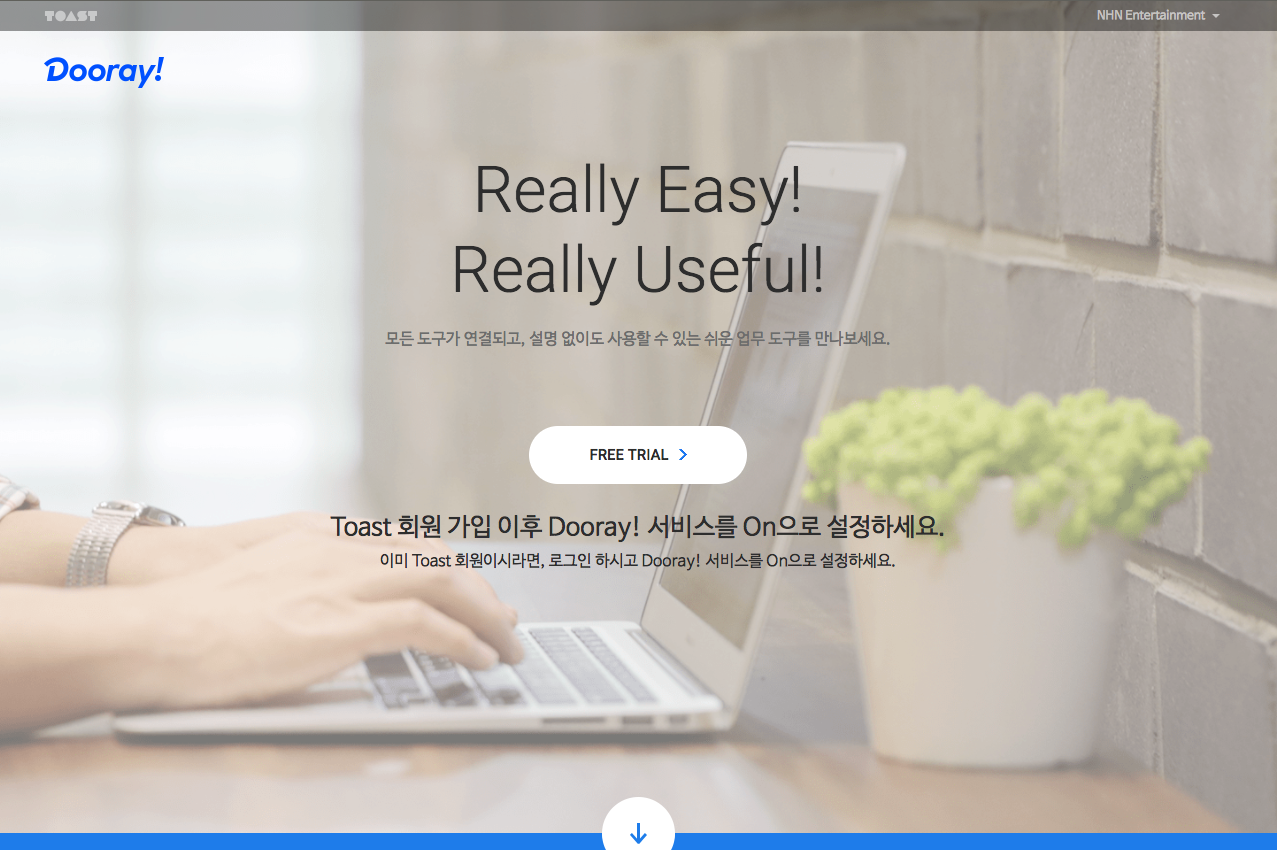 TOAST
NHN Entertainment
Dooray!
Really Easy!
Really Useful!
모든 도구가 연결되고, 설명 없이도 사용할 수 있는 쉬운 업무 도구를 만나보세요.
FREE TRIAL
Toast 회원 가입 이후 Dooray! 서비스를 On으로 설정하세요.
이미 Toast 회원이시라면, 로그인 하시고 Dooray! 서비스를 On으로 설정하세요.